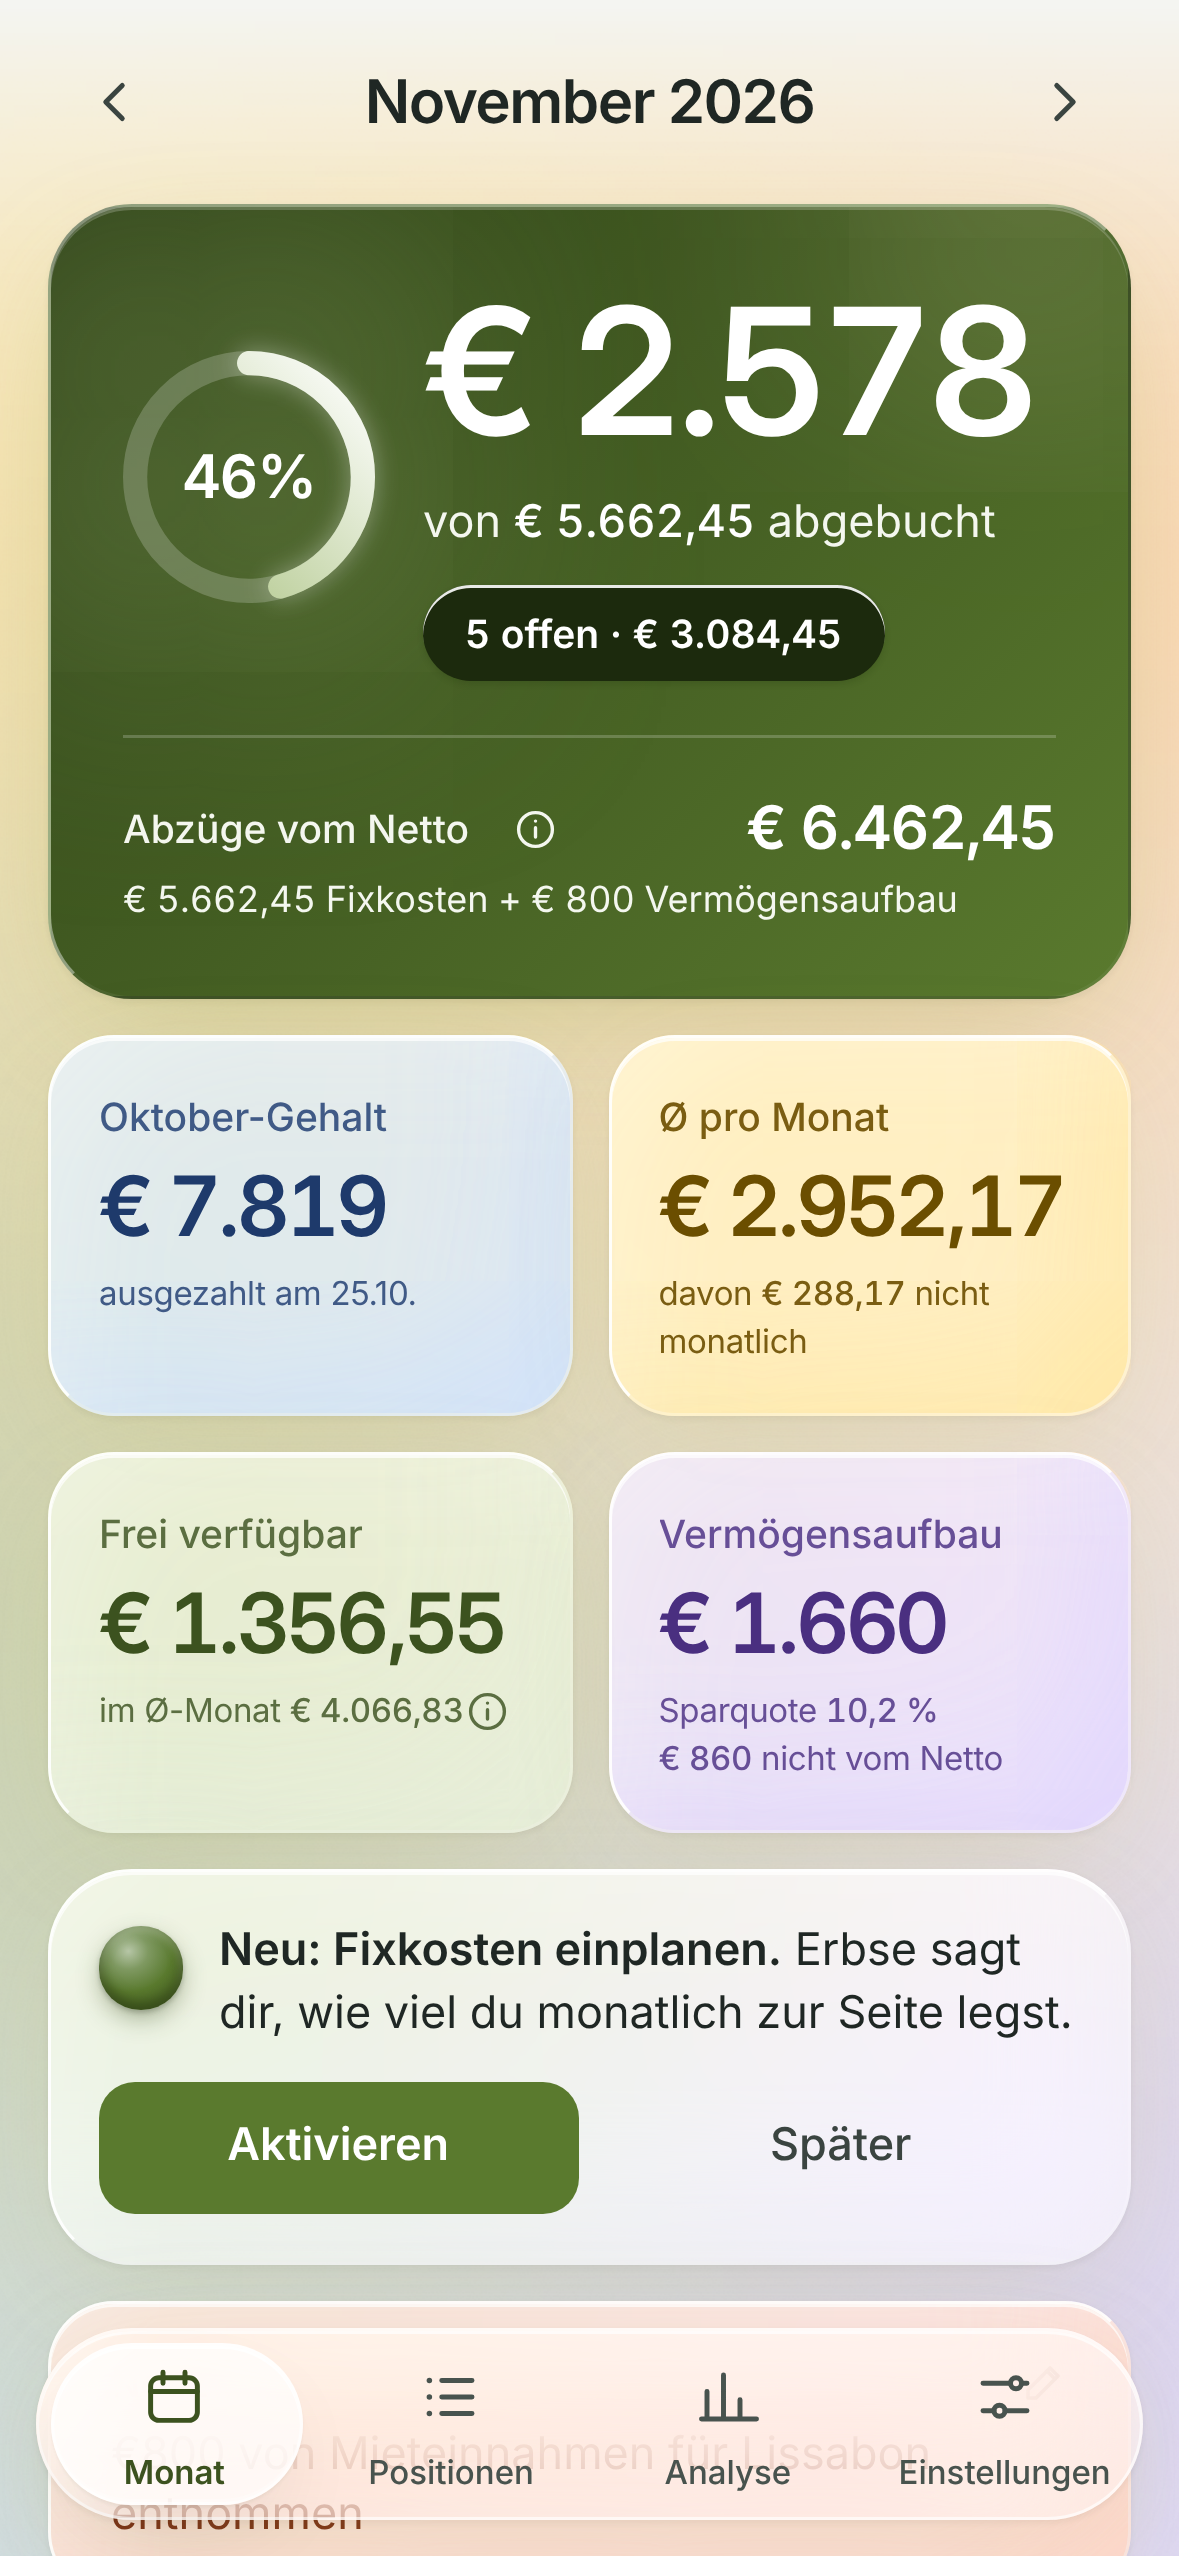 November 2026
46%
€ 2.578
von € 5.662,45 abgebucht
5 offen · € 3.084,45
Abzüge vom Netto
€ 6.462,45
€ 5.662,45 Fixkosten + € 800 Vermögensaufbau
Oktober-Gehalt
€ 7.819
ausgezahlt am 25.10.
Ø pro Monat
€ 2.952,17
davon € 288,17 nicht
monatlich
Frei verfügbar
€ 1.356,55
im Ø-Monat € 4.066,83
Vermögensaufbau
€ 1.660
Sparquote 10,2 %
€ 860 nicht vom Netto
Neu: Fixkosten einplanen. Erbse sagt
dir, wie viel du monatlich zur Seite legst.
Aktivieren
Später
€800 von Mieteinnahmen für Lissabon
entnommen
Monat
Positionen
Analyse
Einstellungen